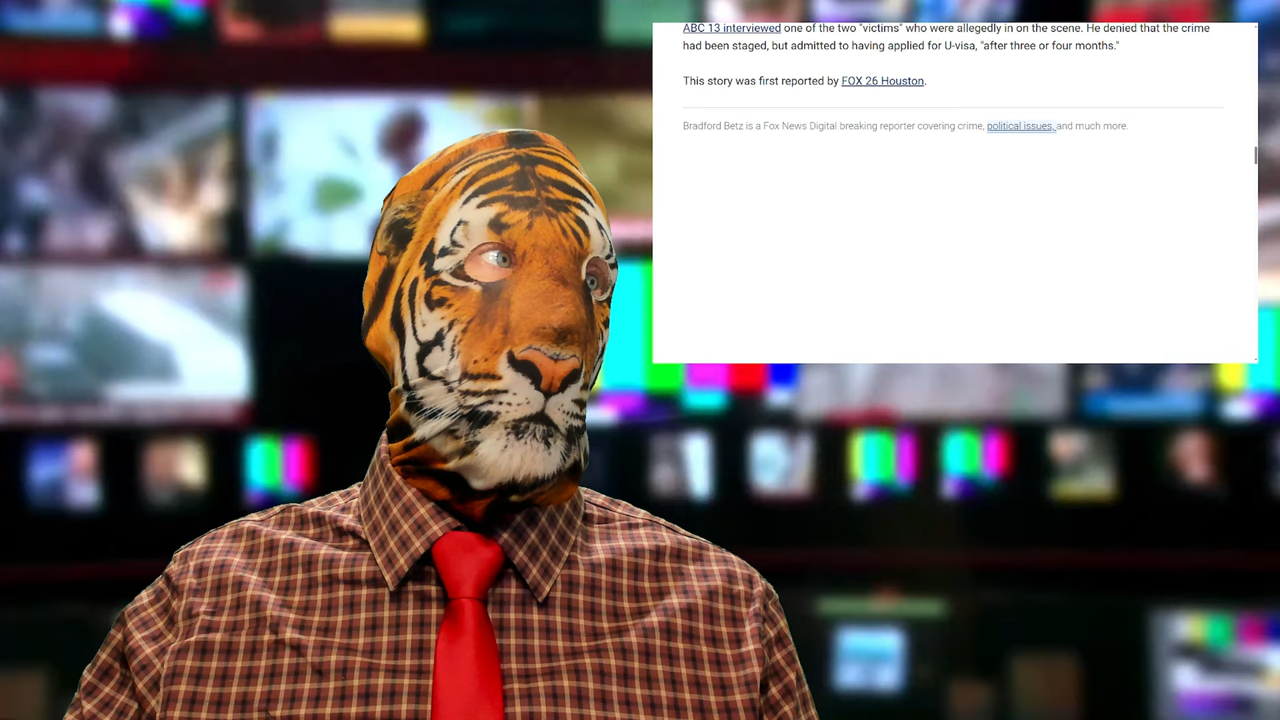 ABC 13 interviewed one of the two "victims" who were allegedly in on the scene. He denied that the crime
had been staged, but admitted to having applied for U-visa, "after three or four months."
This story was first reported by FOX 26 Houston.
Bradford Betz is a Fox News Digital breaking reporter covering crime, political issues, and much more.